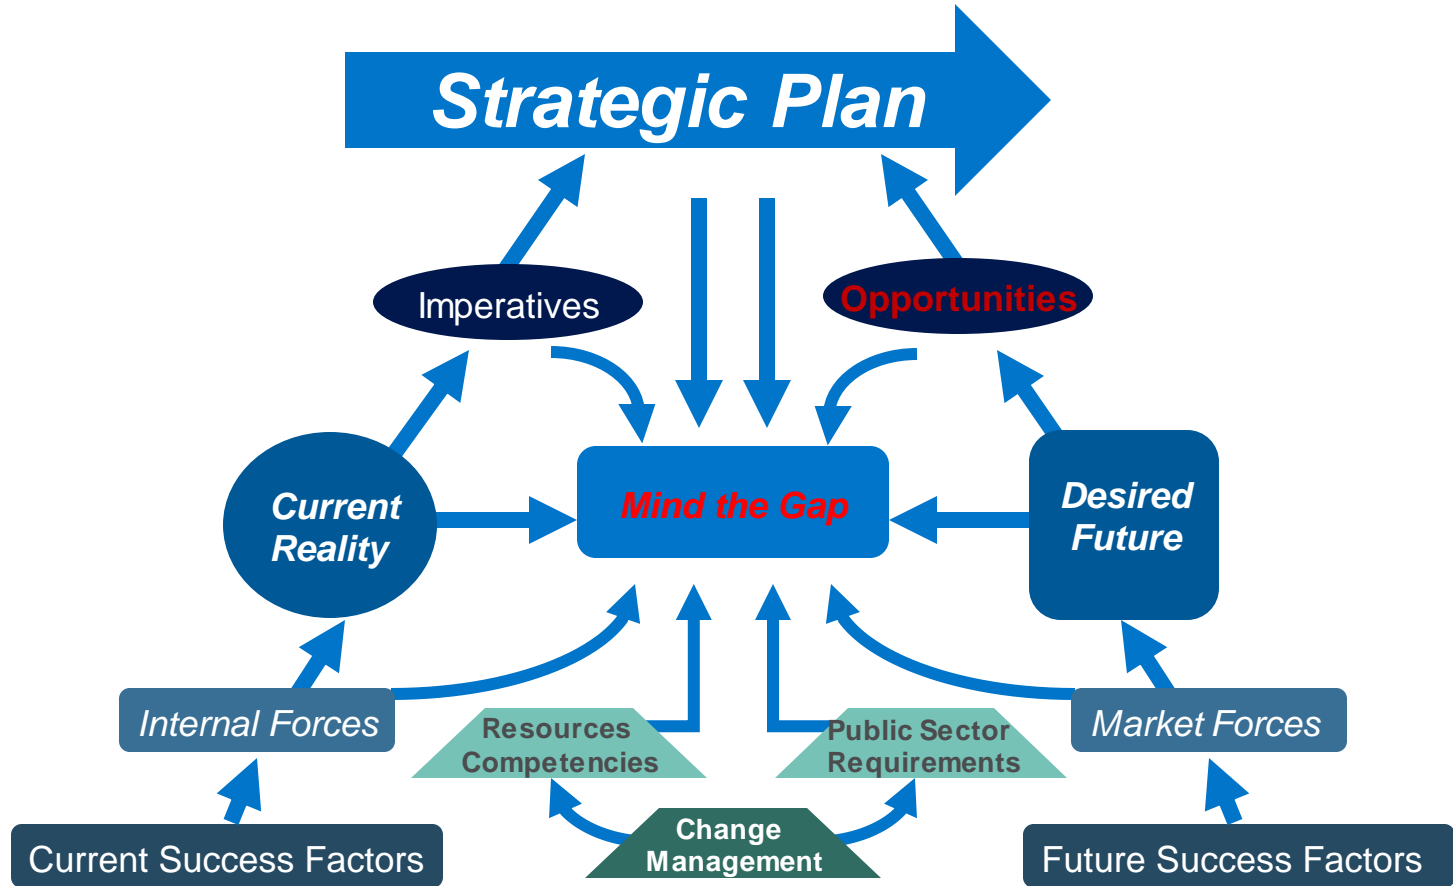 Strategic Plan
Imperatives
Opportunities
Current
Reality
Mind the Gap
Desired
Future
Internal Forces
Resources
Competencies
Public Sector
Requirements
Market Forces
Current Success Factors
Change
Management
Future Success Factors